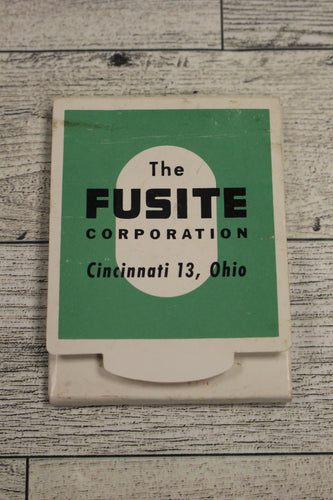 The
FUSITE
CORPORATION
Cincinnati 13, Ohio